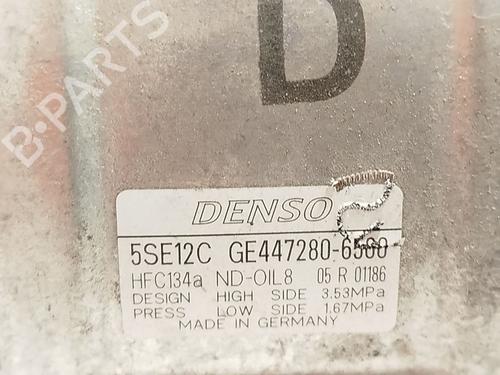 B-PARTS
D
DENSO
5SE12C GE447280-6560
HFC134a ND-OIL8 05 R 01186
DESIGN HIGH SIDE 3.53MPa
PRESS LOW SIDE 1.67MPa
MADE IN GERMANY